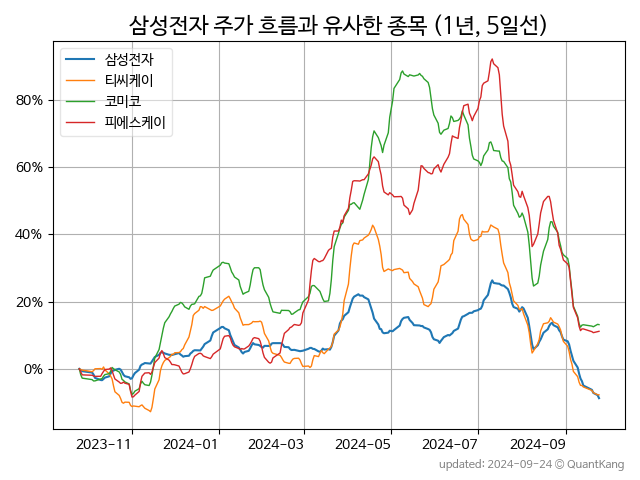 삼성전자 주가 흐름과 유사한 종목 (1년, 5일선)
삼성전자
티씨케이
코미코
피에스케이
80%
60%
40%
20%
0%
2023-11 2024-01 2024-03 2024-05 2024-07 2024-09
updated: 2024-09-24 © QuantKang